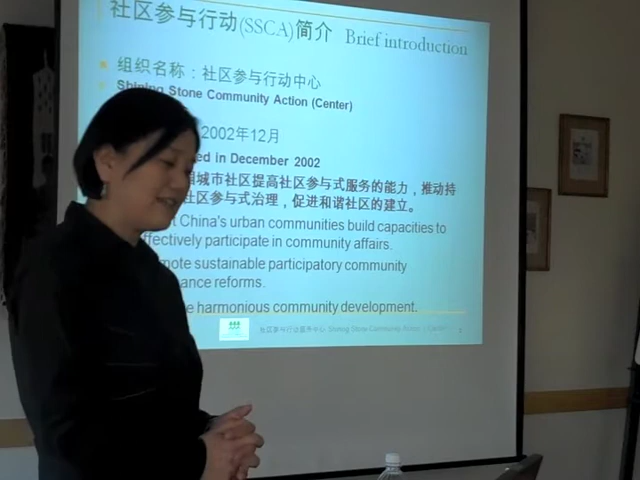 社区参与行动(SSCA)简介 Brief introduction
组织名称：社区参与行动中心
Shining Stone Community Action (Center)
2002年12月
ed in December 2002
城市社区提高社区参与式服务的能力，推动持
社区参与式治理，促进和谐社区的建立。
t China's urban communities build capacities to
ffectively participate in community affairs.
mote sustainable participatory community
ance reforms.
e harmonious community development.